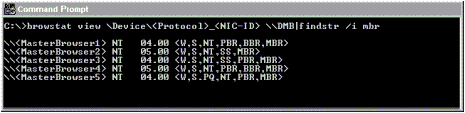 Command Prompt
C:\>browstat view \Device\<Protocol>_<NIC-ID> \\DMB|findstr /i mbr
\\<MasterBrowser1> NT 04.00 <W,S,NT,PBR,BBR,MBR>
\\<MasterBrowser2> NT 05.00 <W,S,NT,SS,MBR>
\\<MasterBrowser3> NT 04.00 <W,S,NT,SS,PBR,MBR>
\\<MasterBrowser4> NT 05.00 <W,S,NT,PBR,BBR,MBR>
\\<MasterBrowser5> NT 04.00 <W,S.PQ,NT,PBR,MBR>